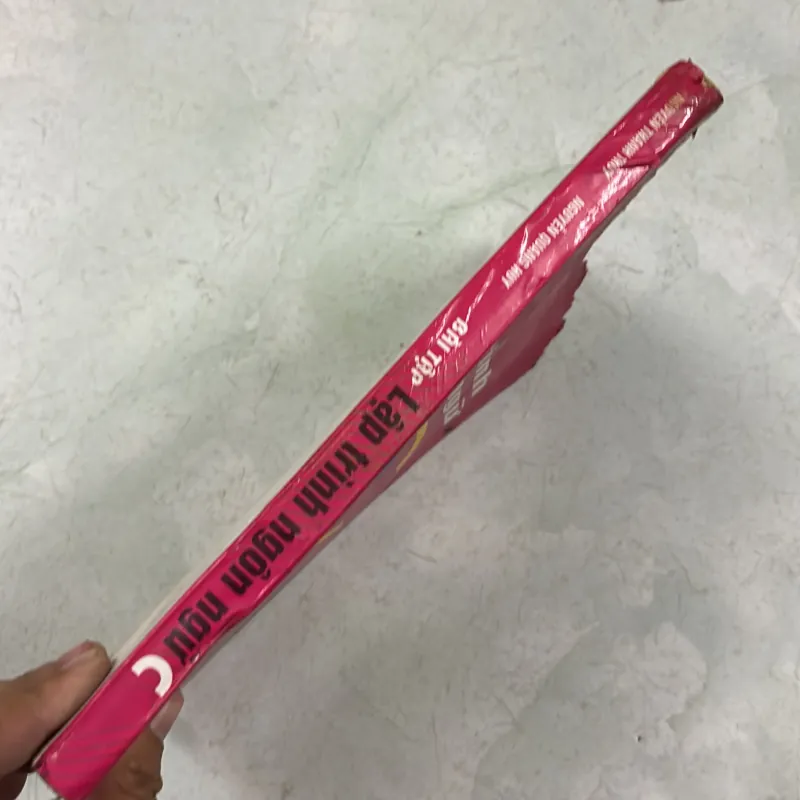 NGUYỄN THANH THỦY
NGUYỄN QUANG HUY
BÀI TẬP
Lập trình ngôn ngữ
C